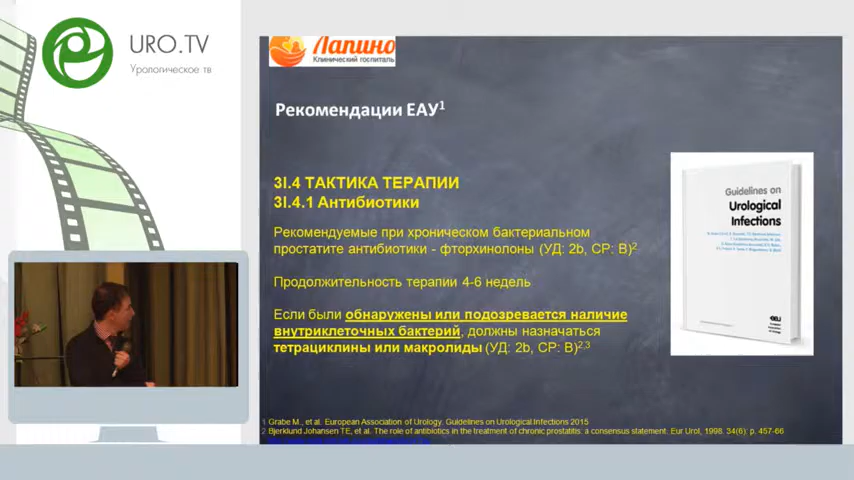 URO.TV
Урологическое тв
Лапино
Клинический госпиталь
Рекомендации ЕАУ1
3I.4 ТАКТИКА ТЕРАПИИ
3I.4.1 Антибиотики
Рекомендуемые при хроническом бактериальном
простатите антибиотики - фторхинолоны (УД: 2b, СР: B)2
Продолжительность терапии 4-6 недель
Если были обнаружены или подозревается наличие
внутриклеточных бактерий, должны назначаться
тетрациклины или макролиды (УД: 2b, СР: B)2,3
Guidelines on
Urological
Infections
1. Grabe M., et al. European Association of Urology. Guidelines on Urological Infections 2015
2. Bjerklund Johansen TE, et al. The role of antibiotics in the treatment of chronic prostatitis: a consensus statement. Eur Urol, 1998. 34(6): p. 457-66